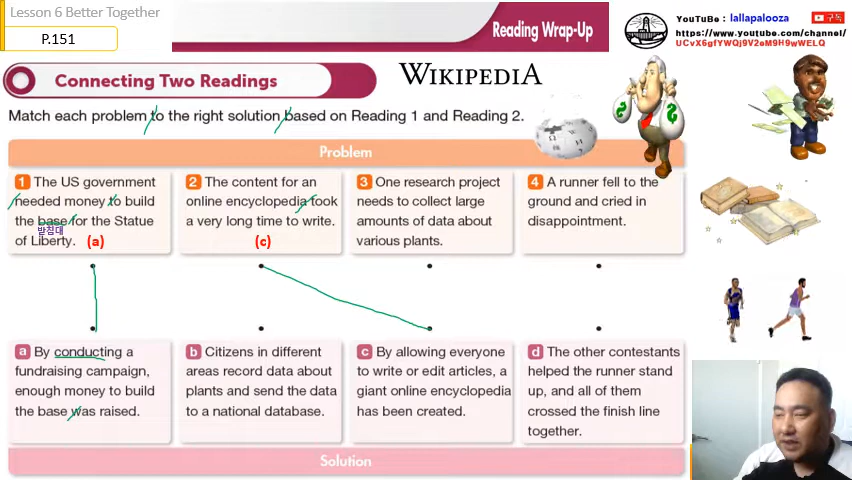 Lesson 6 Better Together
P.151
Reading Wrap-Up
YouTuBe : lallapalooza
구독
https://www.youtube.com/channel/
UCvX6gfYWQj9V2eM9H9wWELQ
Connecting Two Readings
WIKIPEDIA
Match each problem to the right solution based on Reading 1 and Reading 2.
Problem
1 The US government
needed money to build
the base for the Statue
받침대
of Liberty. (a)
2 The content for an
online encyclopedia took
a very long time to write.
(c)
3 One research project
needs to collect large
amounts of data about
various plants.
4 A runner fell to the
ground and cried in
disappointment.
a By conducting a
fundraising campaign,
enough money to build
the base was raised.
b Citizens in different
areas record data about
plants and send the data
to a national database.
c By allowing everyone
to write or edit articles, a
giant online encyclopedia
has been created.
d The other contestants
helped the runner stand
up, and all of them
crossed the finish line
together.
Solution